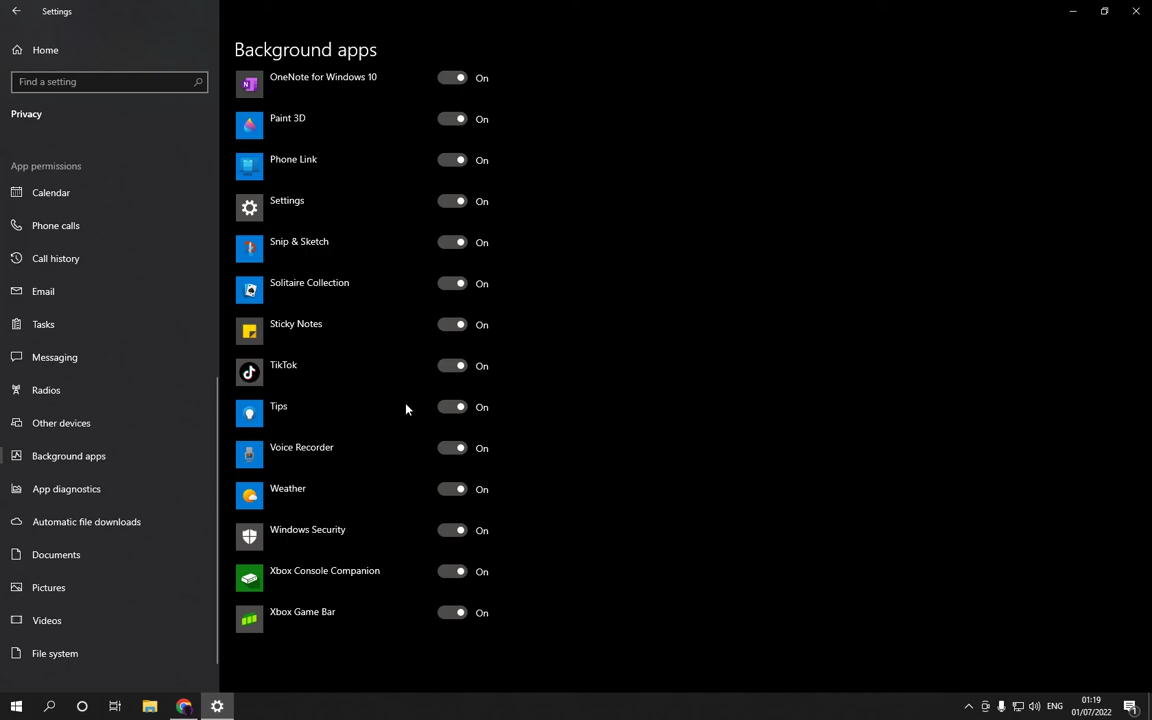 Settings
Home
Find a setting
Privacy
App permissions
Calendar
Phone calls
Call history
Email
Tasks
Messaging
Radios
Other devices
Background apps
App diagnostics
Automatic file downloads
Documents
Pictures
Videos
File system
Background apps
OneNote for Windows 10 On
Paint 3D On
Phone Link On
Settings On
Snip & Sketch On
Solitaire Collection On
Sticky Notes On
TikTok On
Tips On
Voice Recorder On
Weather On
Windows Security On
Xbox Console Companion On
Xbox Game Bar On
ENG
01:19
01/07/2022